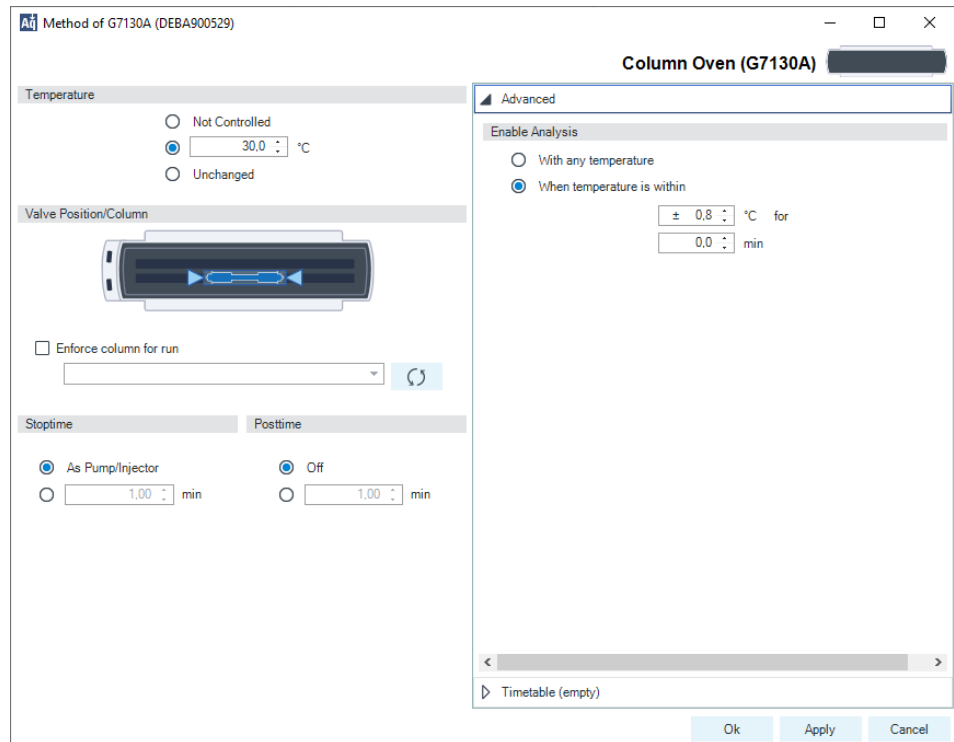 Method of G7130A (DEBA900529)
Column Oven (G7130A)
Temperature
Not Controlled
30,0 °C
Unchanged
Valve Position/Column
Enforce column for run
Stoptime
As Pump/Injector
1,00 min
Posttime
Off
1,00 min
Advanced
Enable Analysis
With any temperature
When temperature is within
± 0,8 °C for
0,0 min
Timetable (empty)
Ok Apply Cancel